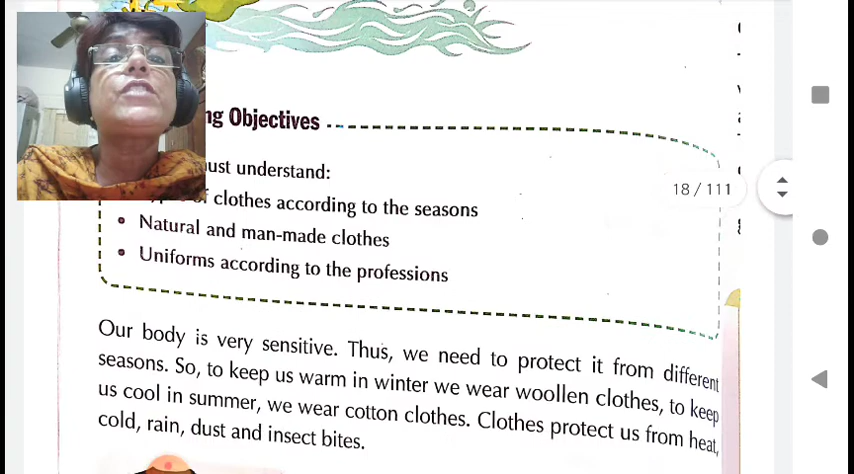 ng Objectives
ust understand:
of clothes according to the seasons
18 / 111
• Natural and man-made clothes
• Uniforms according to the professions
Our body is very sensitive. Thus, we need to protect it from different
seasons. So, to keep us warm in winter we wear woollen clothes, to keep
us cool in summer, we wear cotton clothes. Clothes protect us from heat,
cold, rain, dust and insect bites.